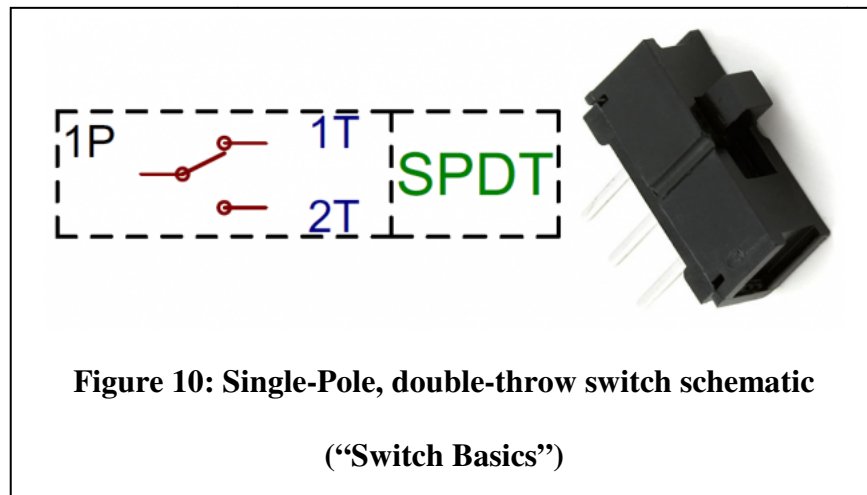 1P
1T
2T
SPDT
Figure 10: Single-Pole, double-throw switch schematic
(“Switch Basics”)